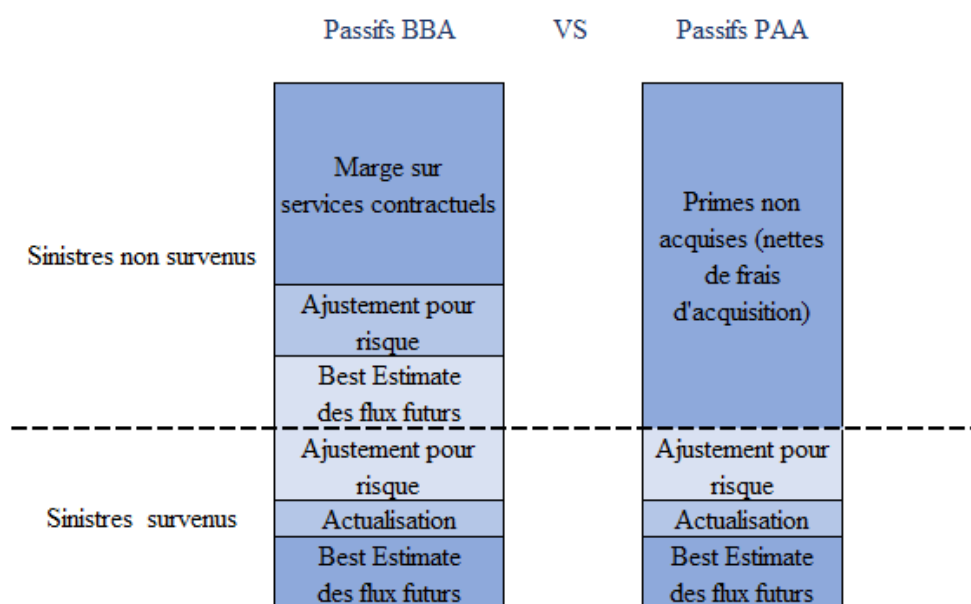 Passifs BBA VS Passifs PAA
Marge sur
services contractuels
Primes non
acquises (nettes
de frais
d'acquisition)
Sinistres non survenus
Ajustement pour
risque
Best Estimate
des flux futurs
Ajustement pour
risque
Ajustement pour
risque
Sinistres survenus
Actualisation
Actualisation
Best Estimate
des flux futurs
Best Estimate
des flux futurs